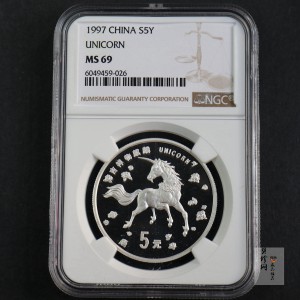 1997 CHINA S5Y
UNICORN
MS 69
6049459-026
NUMISMATIC GUARANTY CORPORATION
NGC
UNICORN
5元